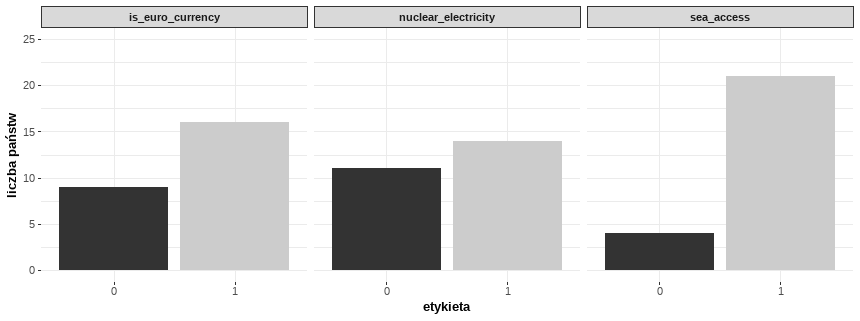 is_euro_currency nuclear_electricity sea_access
25
20
15
10
5
0
liczba państw
0 1 0 1 0 1
etykieta